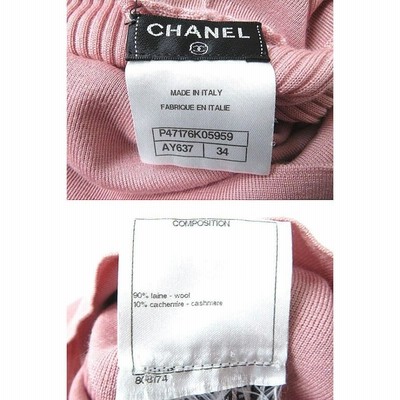 CHANEL
MADE IN ITALY
FABRIQUE EN ITALIE
P47176K05959
AY637 34
COMPOSITION
90% laine - wool
10% cachemire - cashmere